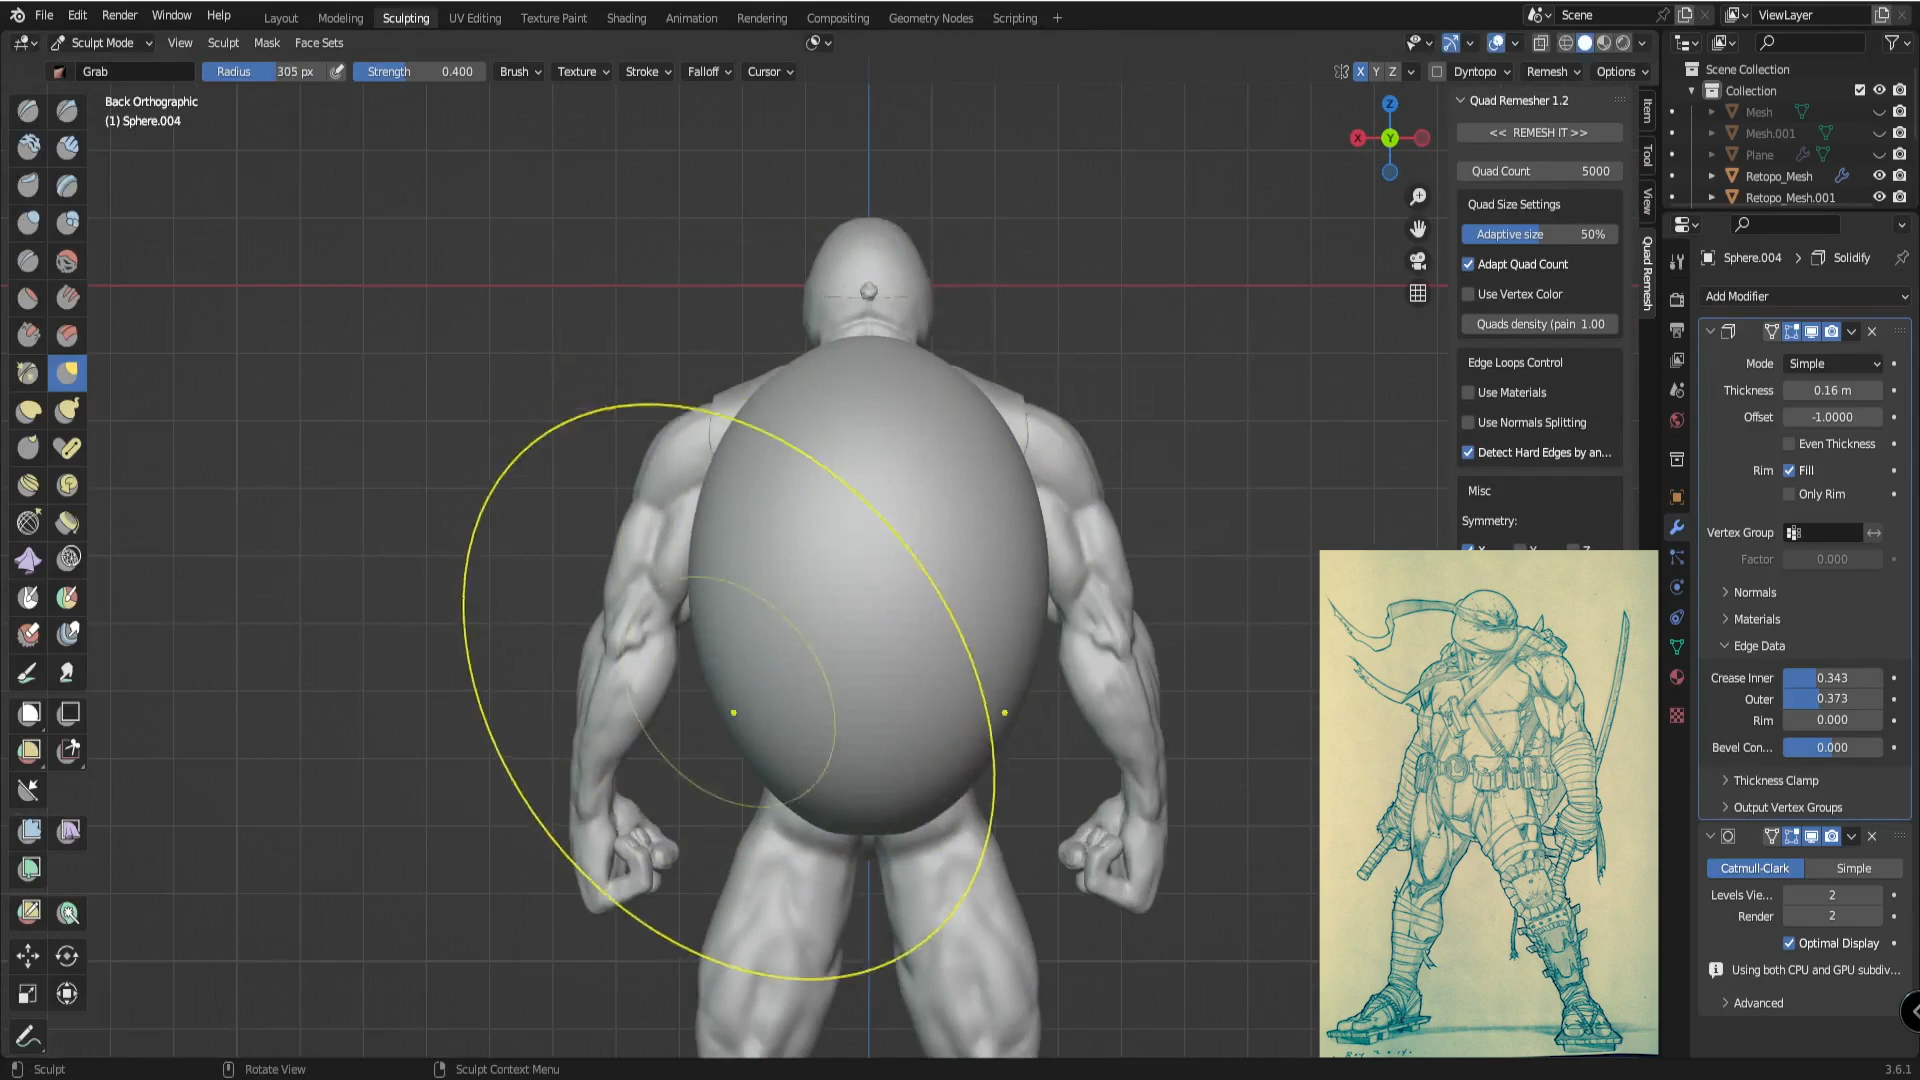 File Edit Render Window Help
Layout Modeling Sculpting UV Editing Texture Paint Shading Animation Rendering Compositing Geometry Nodes Scripting +
Scene
ViewLayer
Sculpt Mode View Sculpt Mask Face Sets
Grab
Radius 305 px
Strength 0.400
Brush Texture Stroke Falloff Cursor
X Y Z
Dyntopo Remesh Options
Back Orthographic
(1) Sphere.004
Z
X Y
Quad Remesher 1.2
<< REMESH IT >>
Quad Count 5000
Quad Size Settings
Adaptive size 50%
Adapt Quad Count
Use Vertex Color
Quads density (pain 1.00
Edge Loops Control
Use Materials
Use Normals Splitting
Detect Hard Edges by an...
Misc
Symmetry:
Item
Tool
View
Quad Remesh
Scene Collection
Collection
Mesh
Mesh.001
Plane
Retopo_Mesh
Retopo_Mesh.001
Sphere.004 > Solidify
Add Modifier
Mode Simple
Thickness 0.16 m
Offset -1.0000
Even Thickness
Rim Fill
Only Rim
Vertex Group
Factor 0.000
Normals
Materials
Edge Data
Crease Inner 0.343
Outer 0.373
Rim 0.000
Bevel Con... 0.000
Thickness Clamp
Output Vertex Groups
Catmull-Clark Simple
Levels Vie... 2
Render 2
Optimal Display
Using both CPU and GPU subdiv...
Advanced
Sculpt
Rotate View
Sculpt Context Menu
3.6.1